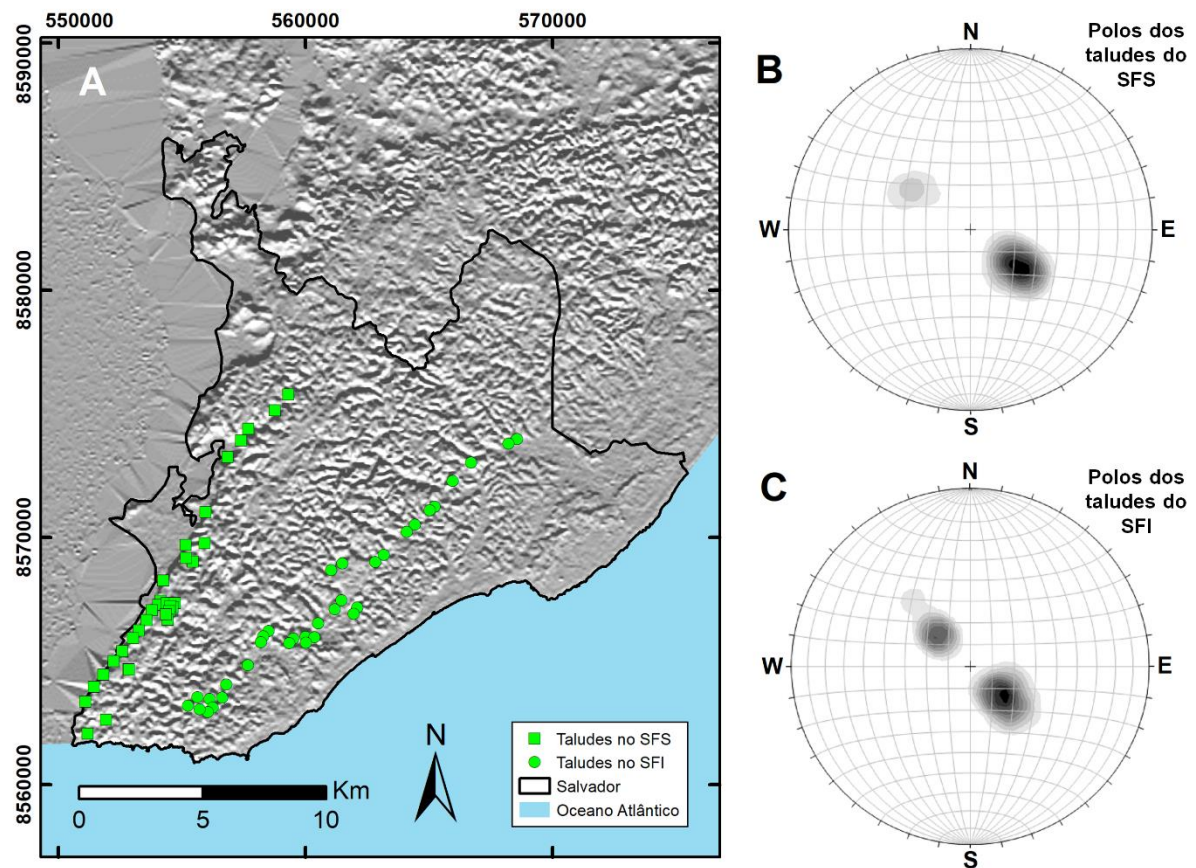 550000
560000
570000
8590000
8580000
8570000
8560000
A
N
Km
0
5
10
Taludes no SFS
Taludes no SFI
Salvador
Oceano Atlântico
B
Polos dos
taludes do
SFS
N
W
E
S
C
Polos dos
taludes do
SFI
N
W
E
S